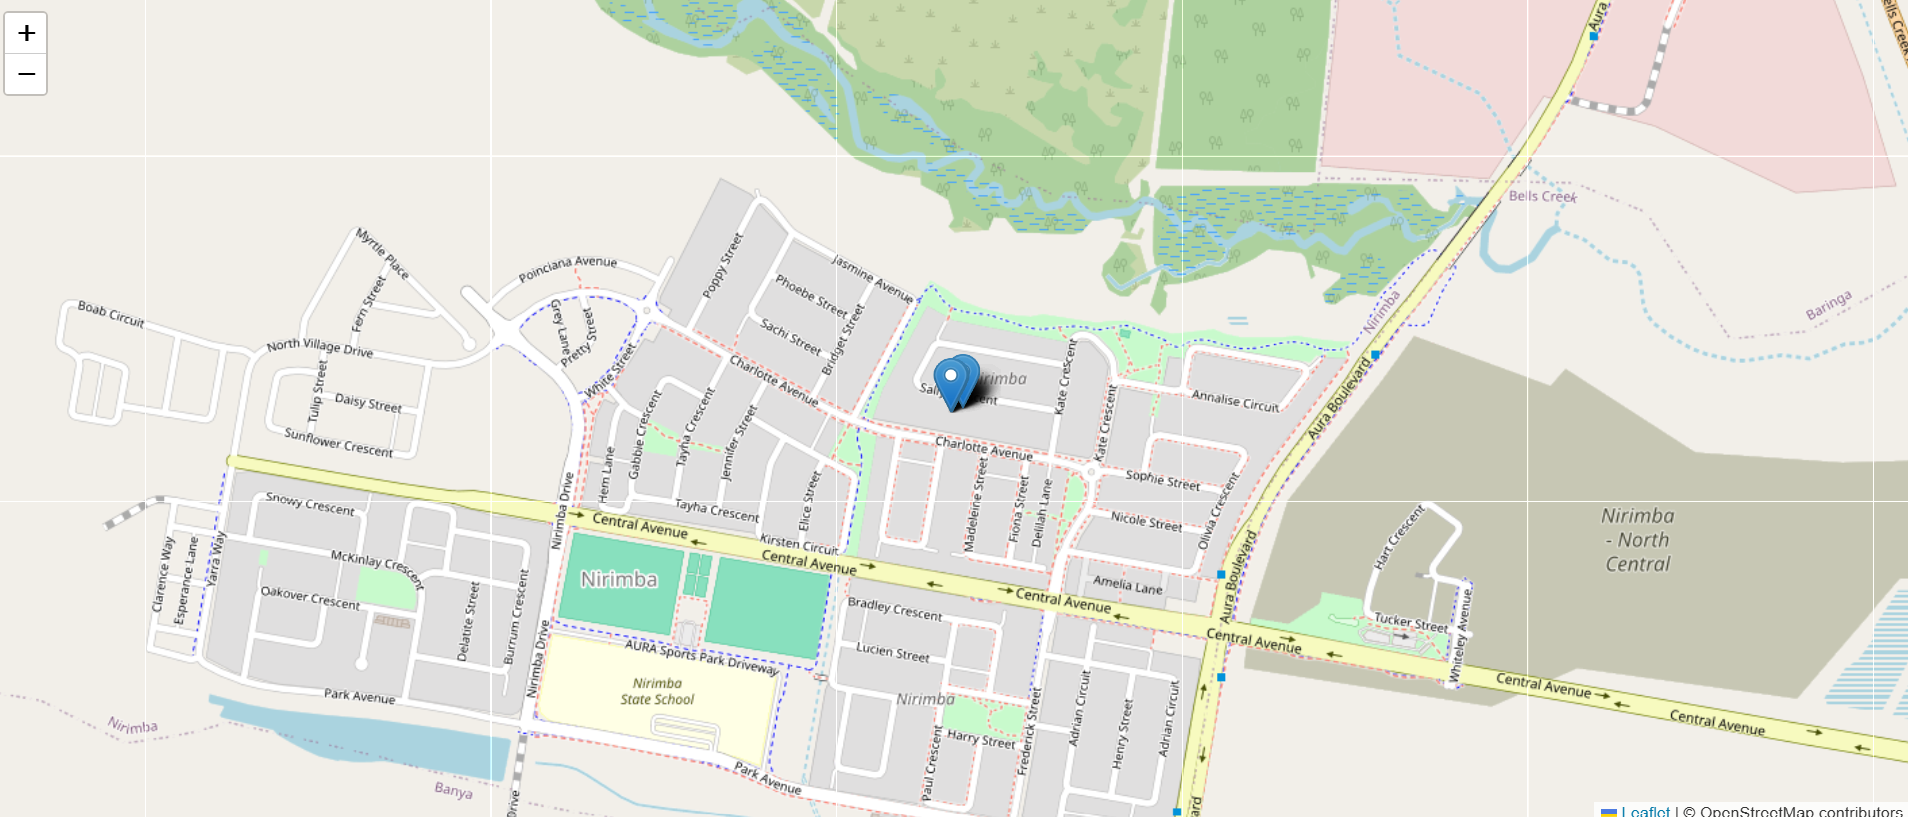 +
−
Aura
Bells Creek
Bells Creek
Nirimba
Baringa
Myrtle Place
Poinciana Avenue
Poppy Street
Jasmine Avenue
Boab Circuit
Fern Street
Grey Lane
Pretty Street
Phoebe Street
Sachi Street
Bridget Street
North Village Drive
White Street
Charlotte Avenue
Kate Crescent
Annalise Circuit
Aura Boulevard
Tulip Street
Daisy Street
Sunflower Crescent
Gabbie Crescent
Tayha Crescent
Jennifer Street
Charlotte Avenue
Kate Crescent
Hem Lane
Elice Street
Madeleine Street
Fiona Street
Delilah Lane
Sophie Street
Nicole Street
Olivia Crescent
Snowy Crescent
Nirimba Drive
Tayha Crescent
Kirsten Circuit
Central Avenue
Central Avenue
Central Avenue
Amelia Lane
Aura Boulevard
Hart Crescent
Nirimba
- North
Central
Clarence Way
Esperance Lane
Yarra Way
McKinlay Crescent
Oakover Crescent
Delatite Street
Burrum Crescent
Nirimba
Bradley Crescent
Lucien Street
Central Avenue
Tucker Street
Whiteley Avenue
Central Avenue
Central Avenue
AURA Sports Park Driveway
Nirimba Drive
Nirimba
State School
Nirimba
Park Avenue
Nirimba
Banya
Drive
Park Avenue
Paul Crescent
Harry Street
Frederick Street
Adrian Circuit
Henry Street
Adrian Circuit
Leaflet | © OpenStreetMap contributors